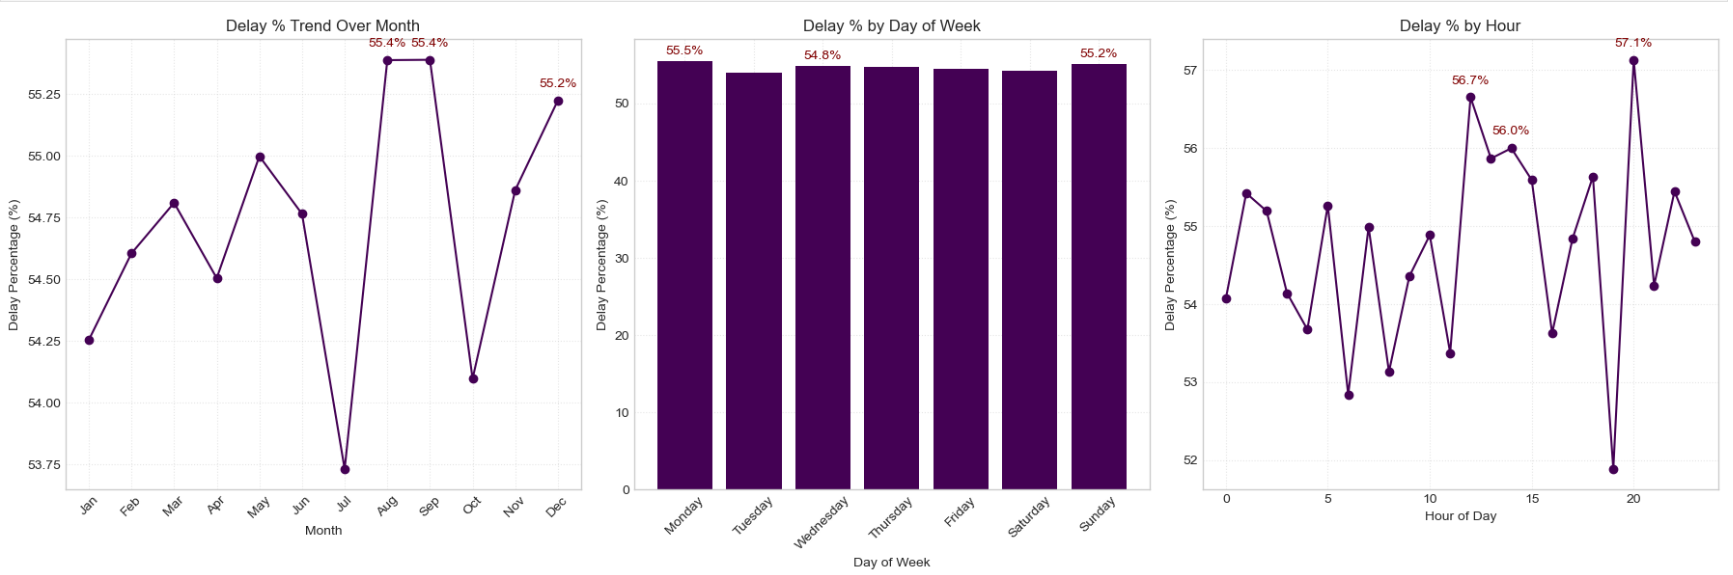 Delay % Trend Over Month
55.4% 55.4%
55.2%
55.25
55.00
54.75
54.50
54.25
54.00
53.75
Delay Percentage (%)
Jan Feb Mar Apr May Jun Jul Aug Sep Oct Nov Dec
Month
Delay % by Day of Week
55.5% 54.8% 55.2%
50
40
30
20
10
0
Delay Percentage (%)
Monday Tuesday Wednesday Thursday Friday Saturday Sunday
Day of Week
Delay % by Hour
57.1%
56.7%
56.0%
57
56
55
54
53
52
Delay Percentage (%)
0 5 10 15 20
Hour of Day